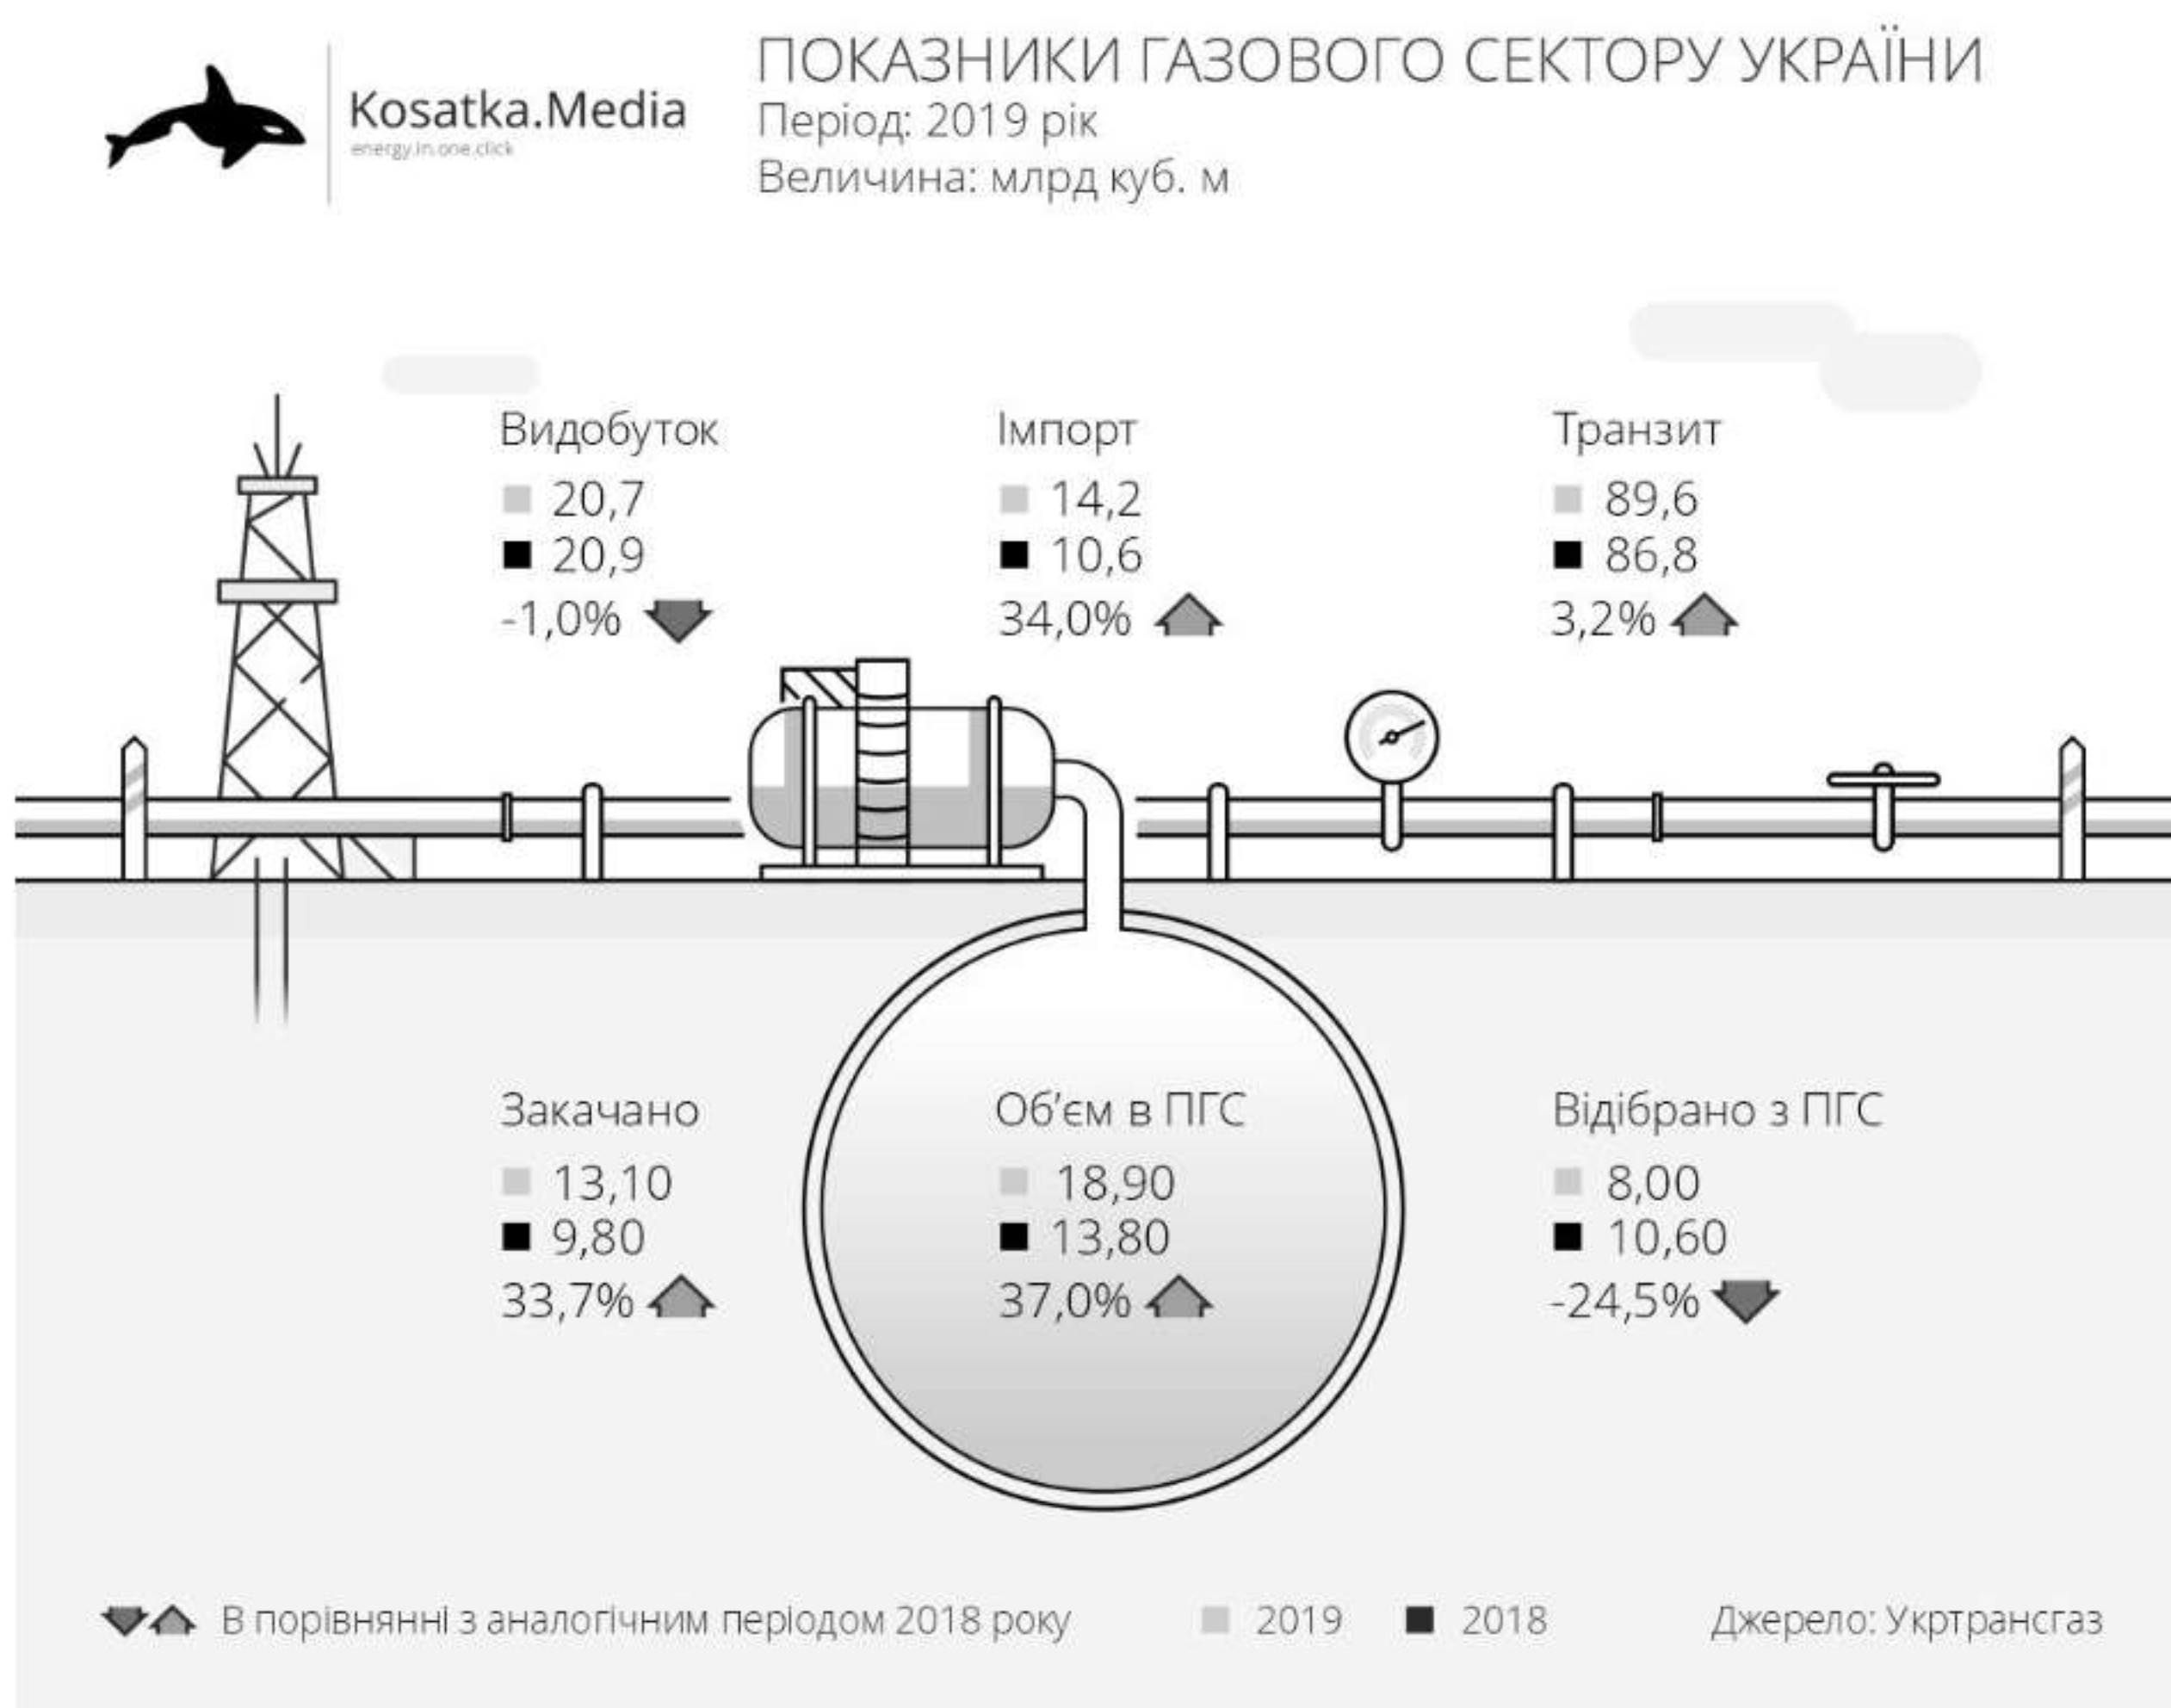 Kosatka.Media
energy.in.one.click
ПОКАЗНИКИ ГАЗОВОГО СЕКТОРУ УКРАЇНИ
Період: 2019 рік
Величина: млрд куб. м
Видобуток
20,7
20,9
-1,0%
Імпорт
14,2
10,6
34,0%
Транзит
89,6
86,8
3,2%
Закачано
13,10
9,80
33,7%
Об'єм в ПГС
18,90
13,80
37,0%
Відібрано з ПГС
8,00
10,60
-24,5%
В порівнянні з аналогічним періодом 2018 року
2019
2018
Джерело: Укртрансгаз